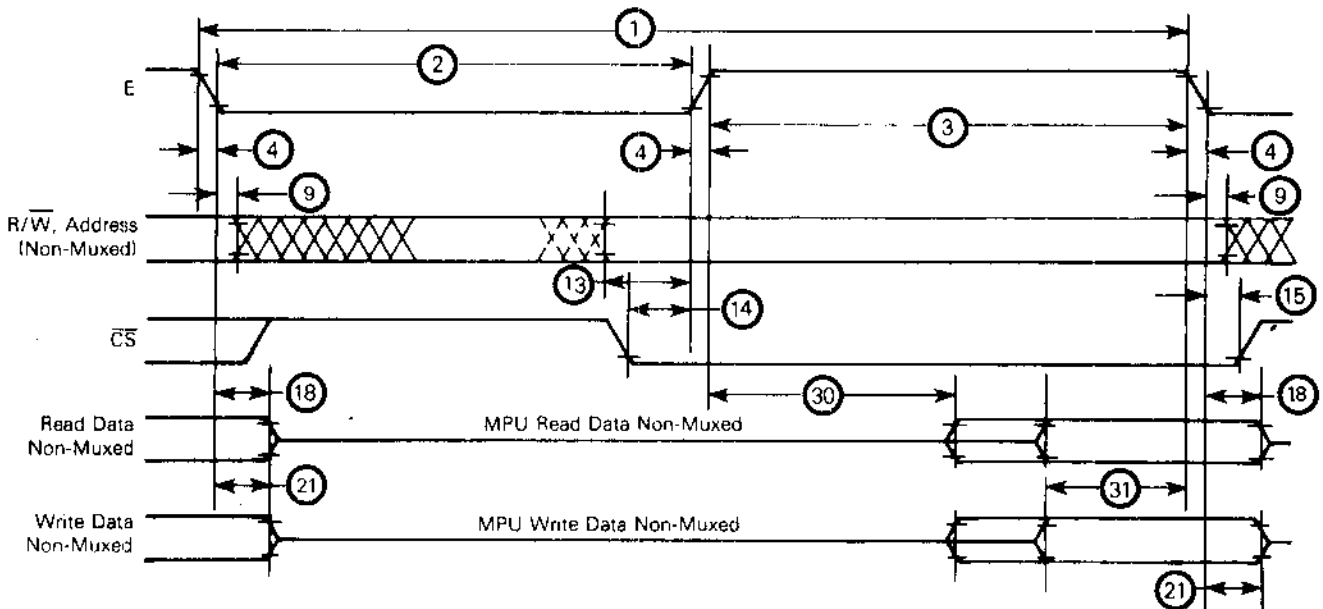 1
2
E
3
4
4
4
9
9
R/W̅, Address
(Non-Muxed)
13
14
15
C̅S̅
18
30
18
Read Data
Non-Muxed
MPU Read Data Non-Muxed
21
31
Write Data
Non-Muxed
MPU Write Data Non-Muxed
21